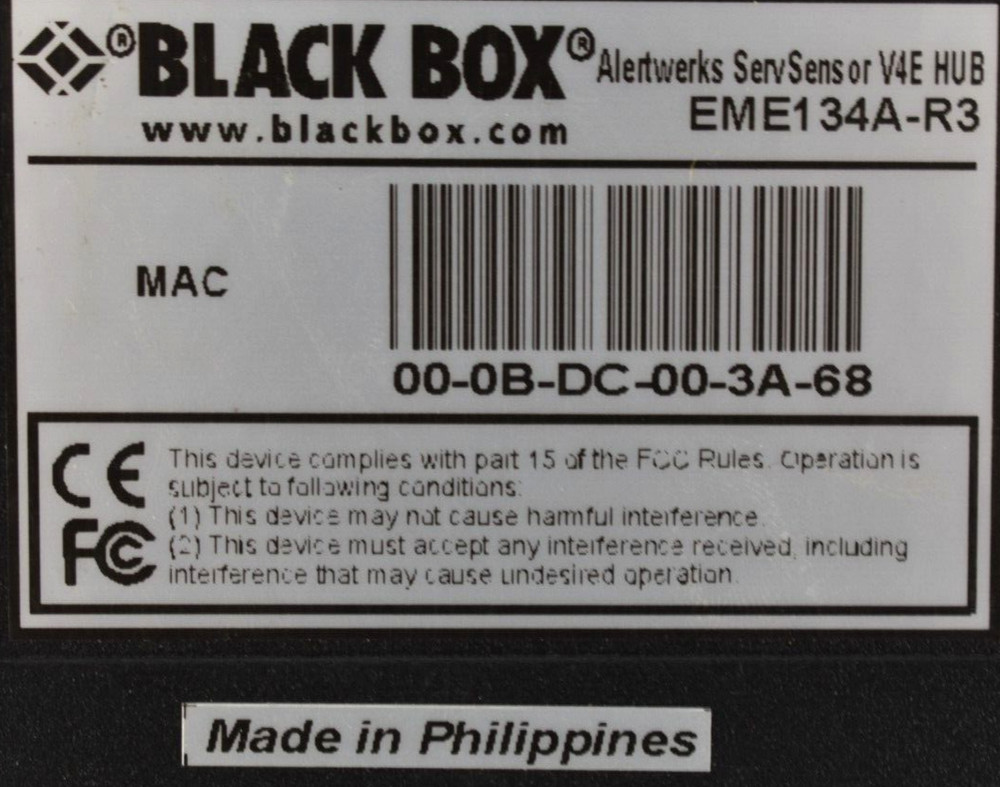 ® BLACK BOX® Alertwerks ServSensor V4E HUB
www.blackbox.com EME134A-R3
MAC
00-0B-DC-00-3A-68
CE This device complies with part 15 of the FCC Rules. Operation is
subject to following conditions:
(1) This device may not cause harmful interference.
FC (2) This device must accept any interference received, including
interference that may cause undesired operation.
Made in Philippines